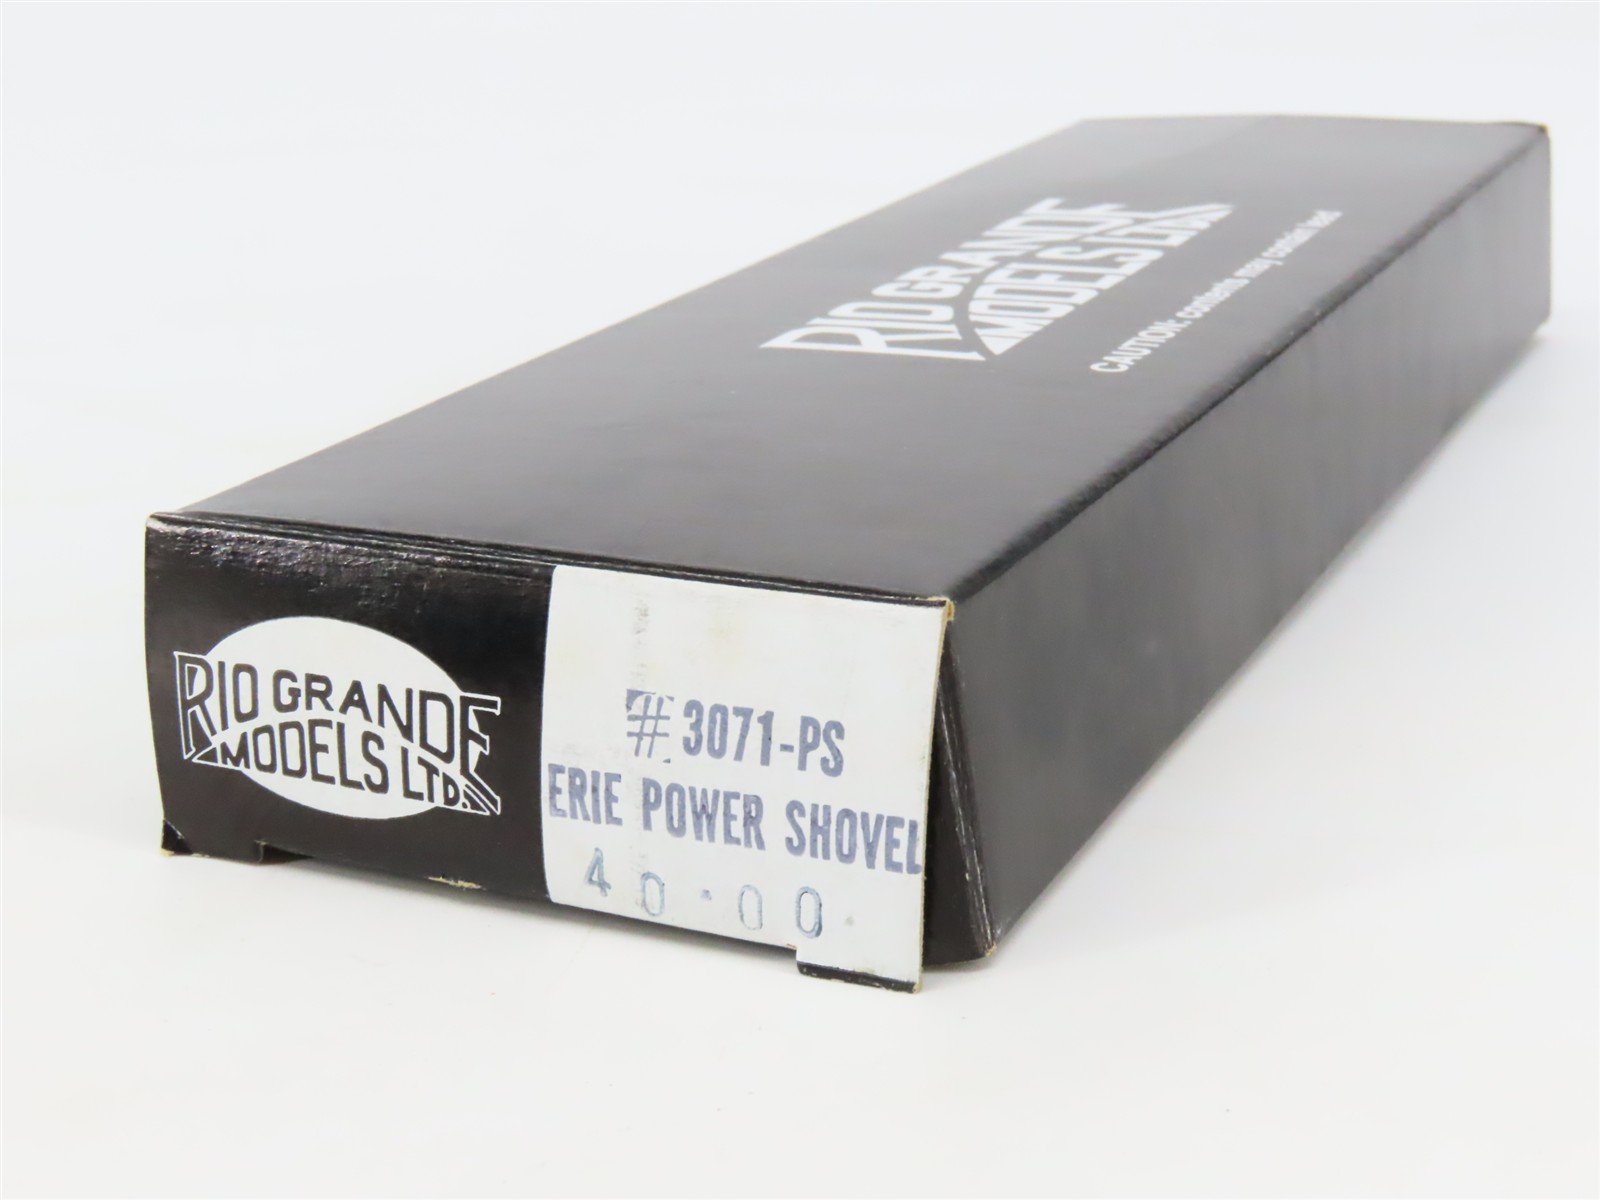 RIO GRANDE
MODELS LTD.
CAUTION: contents may contain lead
RIO GRANDE
MODELS LTD.
# 3071-PS
ERIE POWER SHOVEL
40.00